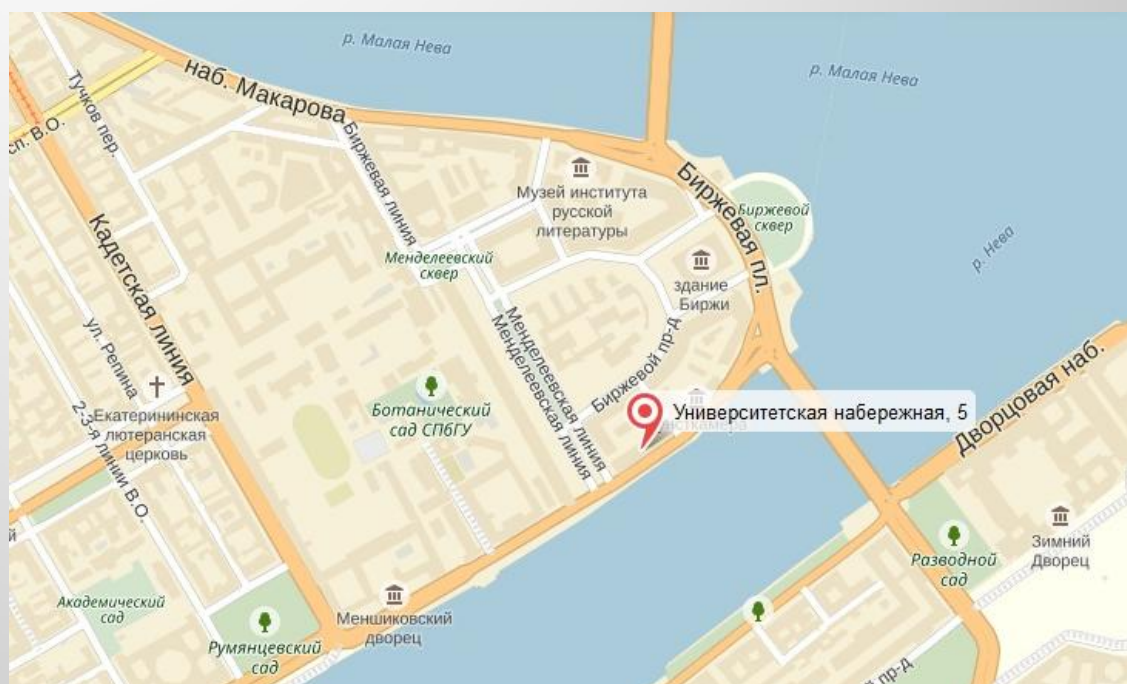 р. Малая Нева
р. Малая Нева
наб. Макарова
Тучков пер.
сп. В.О.
Биржевая линия
Музей института
русской
литературы
Биржевая пл.
Биржевой
сквер
р. Нева
Кадетская линия
Менделеевский
сквер
здание
Биржи
Менделеевская линия
Менделеевская линия
Биржевой пр-д
ул. Репина
Екатерининская
лютеранская
церковь
2-3-я линии В.О.
Ботанический
сад СПбГУ
Университетская набережная, 5
нсткамера
Дворцовая наб.
й
Разводной
сад
Зимний
Дворец
Академический
сад
Румянцевский
сад
Меншиковский
дворец
й пр-д